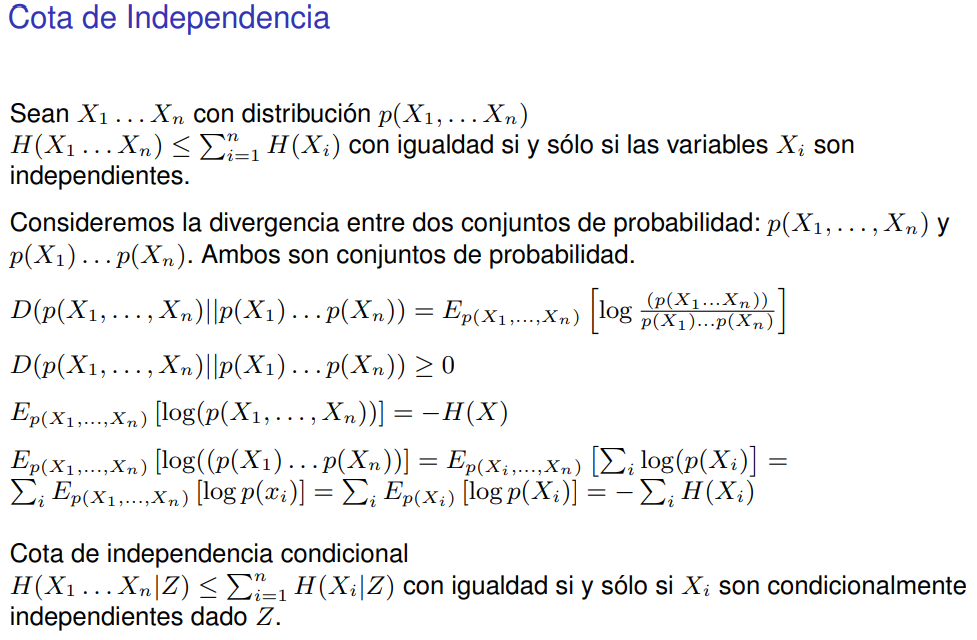 Cota de Independencia
Sean $X_1 \ldots X_n$ con distribución $p(X_1, \ldots X_n)$
$H(X_1 \ldots X_n) \leq \sum_{i=1}^{n} H(X_i)$ con igualdad si y sólo si las variables $X_i$ son
independientes.
Consideremos la divergencia entre dos conjuntos de probabilidad: $p(X_1, \ldots, X_n)$ y
$p(X_1) \ldots p(X_n)$. Ambos son conjuntos de probabilidad.
$D(p(X_1, \ldots, X_n)||p(X_1) \ldots p(X_n)) = E_{p(X_1,\ldots,X_n)} \left[\log \frac{(p(X_1 \ldots X_n))}{p(X_1) \ldots p(X_n)}\right]$
$D(p(X_1, \ldots, X_n)||p(X_1) \ldots p(X_n)) \geq 0$
$E_{p(X_1,\ldots,X_n)} [\log(p(X_1, \ldots, X_n))] = -H(X)$
$E_{p(X_1,\ldots,X_n)} [\log((p(X_1) \ldots p(X_n))] = E_{p(X_i,\ldots,X_n)} \left[\sum_i \log(p(X_i)\right] =$
$\sum_i E_{p(X_1,\ldots,X_n)} [\log p(x_i)] = \sum_i E_{p(X_i)} [\log p(X_i)] = -\sum_i H(X_i)$
Cota de independencia condicional
$H(X_1 \ldots X_n|Z) \leq \sum_{i=1}^{n} H(X_i|Z)$ con igualdad si y sólo si $X_i$ son condicionalmente
independientes dado $Z$.